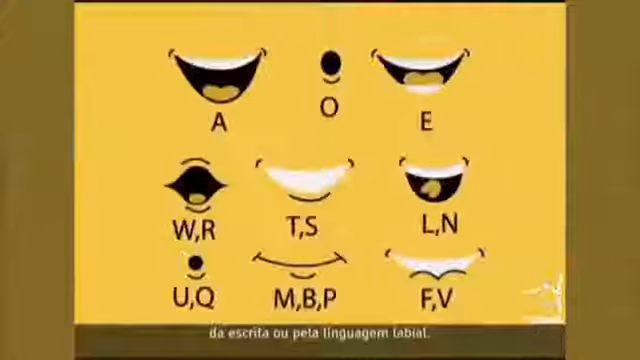 A O E
W,R T,S L,N
U,Q M,B,P F,V
da escrita ou pela linguagem labial.